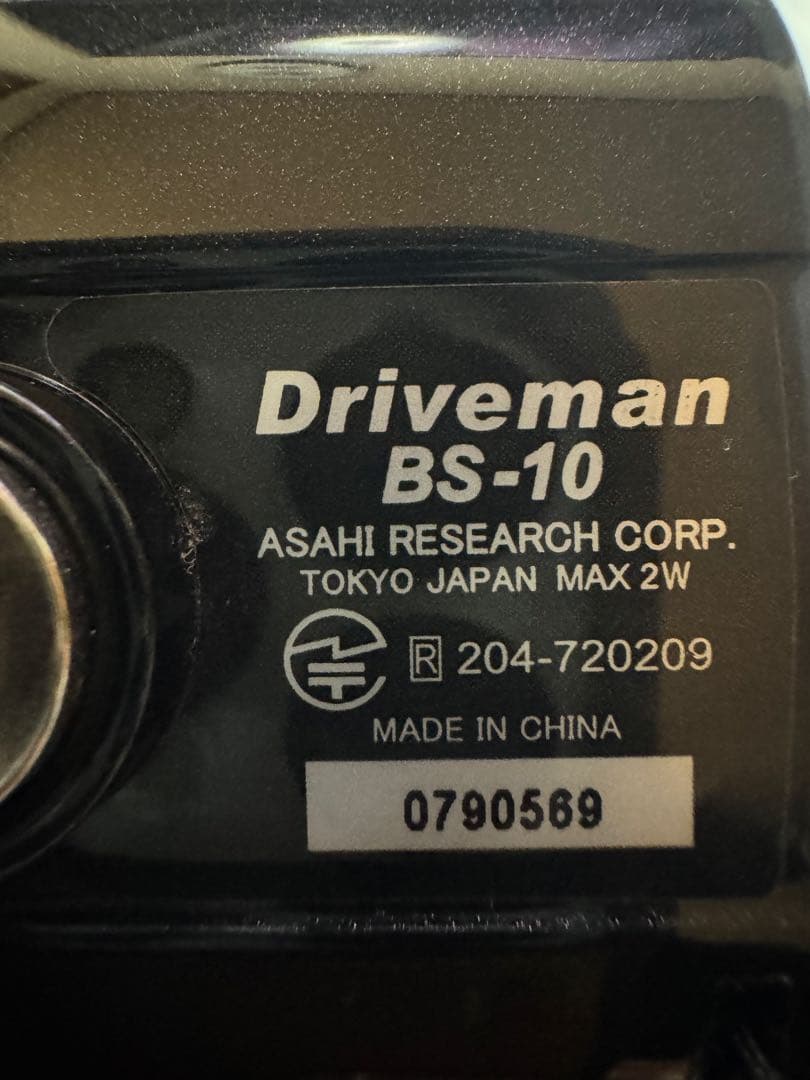 Driveman
BS-10
ASAHI RESEARCH CORP.
TOKYO JAPAN MAX 2W
R 204-720209
MADE IN CHINA
0790569